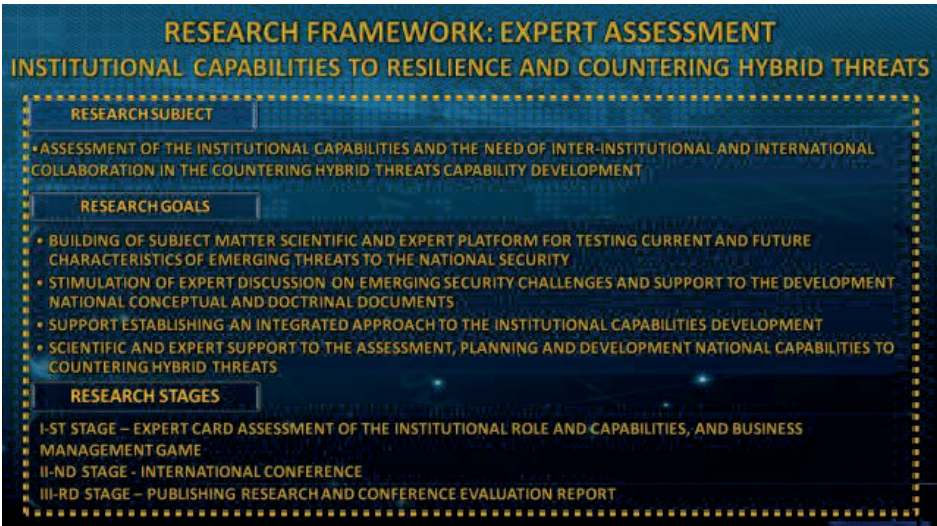 RESEARCH FRAMEWORK: EXPERT ASSESSMENT
INSTITUTIONAL CAPABILITIES TO RESILIENCE AND COUNTERING HYBRID THREATS
RESEARCH SUBJECT
•ASSESSMENT OF THE INSTITUTIONAL CAPABILITIES AND THE NEED OF INTER-INSTITUTIONAL AND INTERNATIONAL
COLLABORATION IN THE COUNTERING HYBRID THREATS CAPABILITY DEVELOPMENT
RESEARCH GOALS
• BUILDING OF SUBJECT MATTER SCIENTIFIC AND EXPERT PLATFORM FOR TESTING CURRENT AND FUTURE
CHARACTERISTICS OF EMERGING THREATS TO THE NATIONAL SECURITY
• STIMULATION OF EXPERT DISCUSSION ON EMERGING SECURITY CHALLENGES AND SUPPORT TO THE DEVELOPMENT
NATIONAL CONCEPTUAL AND DOCTRINAL DOCUMENTS
• SUPPORT ESTABLISHING AN INTEGRATED APPROACH TO THE INSTITUTIONAL CAPABILITIES DEVELOPMENT
• SCIENTIFIC AND EXPERT SUPPORT TO THE ASSESSMENT, PLANNING AND DEVELOPMENT NATIONAL CAPABILITIES TO
COUNTERING HYBRID THREATS
RESEARCH STAGES
I-ST STAGE – EXPERT CARD ASSESSMENT OF THE INSTITUTIONAL ROLE AND CAPABILITIES, AND BUSINESS
MANAGEMENT GAME
II-ND STAGE - INTERNATIONAL CONFERENCE
III-RD STAGE – PUBLISHING RESEARCH AND CONFERENCE EVALUATION REPORT